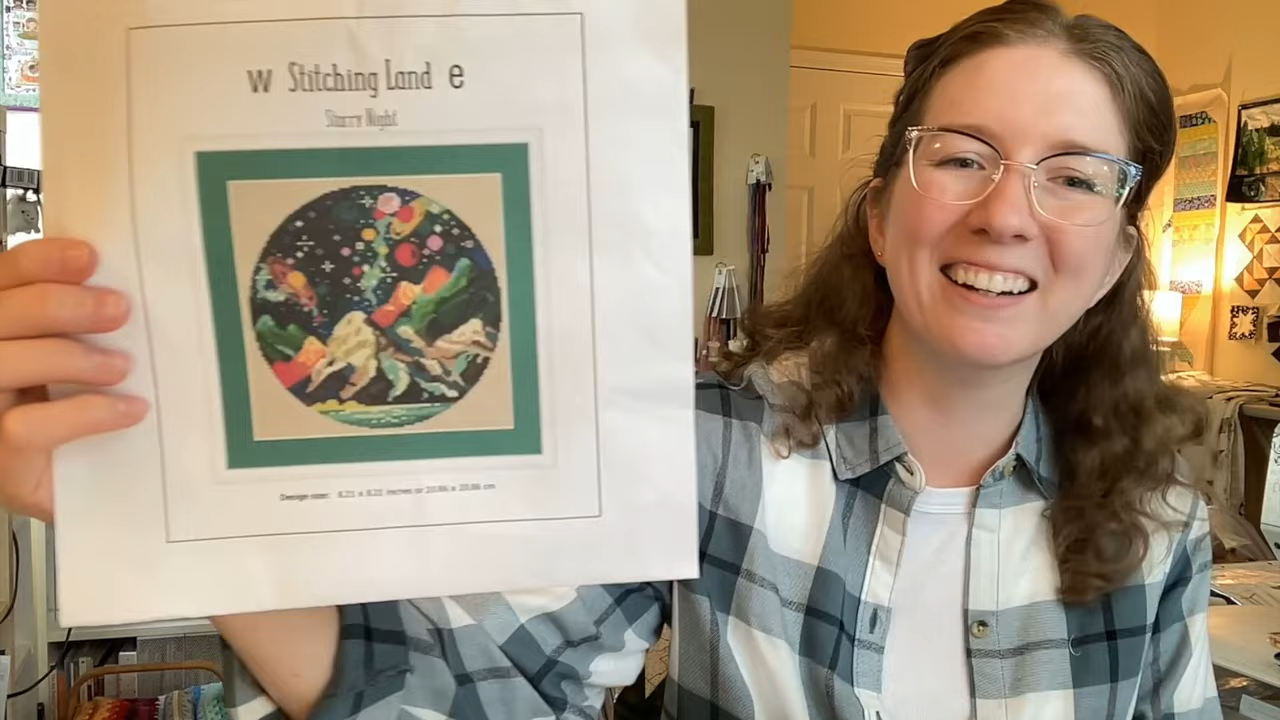 w Stitching Land e
Starry Night
Design size: 8.21 x 8.21 inches or 20.86 x 20.86 cm